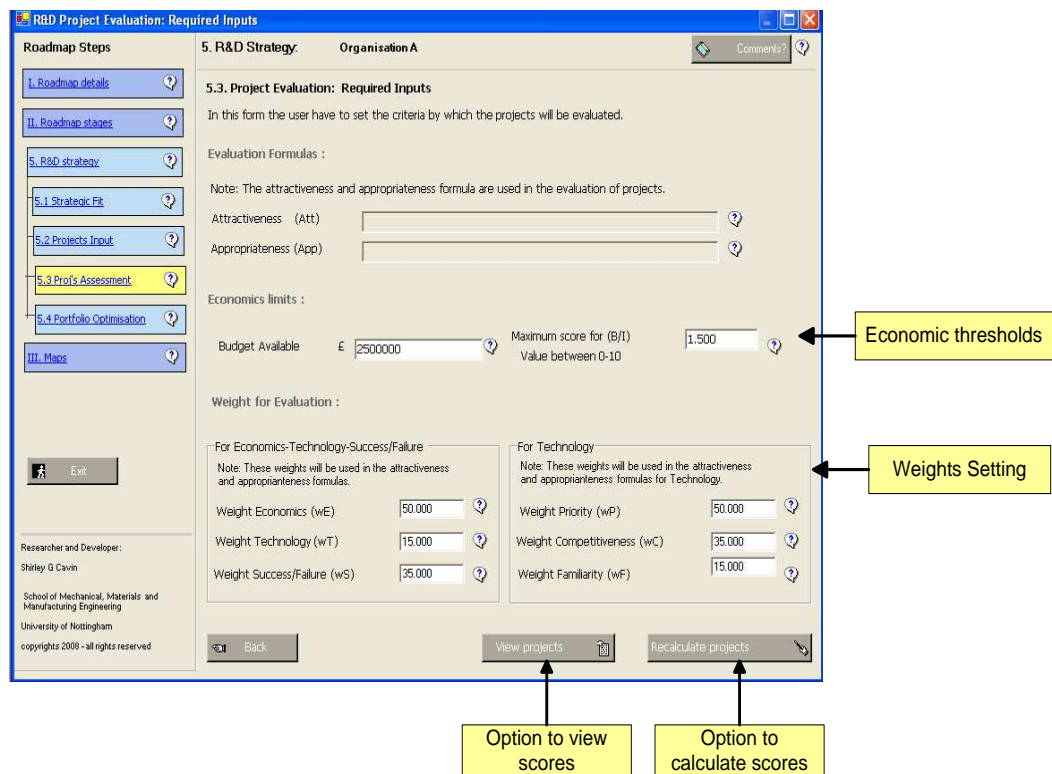 R&D Project Evaluation: Required Inputs
Roadmap Steps
I. Roadmap details
II. Roadmap stages
5. R&D strategy
5.1 Strategic Fit
5.2 Projects Input
5.3 Proj's Assessment
5.4 Portfolio Optimisation
III. Maps
Exit
Researcher and Developer:
Shirley G Cavin
School of Mechanical, Materials and
Manufacturing Engineering
University of Nottingham
copyrights 2008 - all rights reserved
5. R&D Strategy: Organisation A
Comments?
5.3. Project Evaluation: Required Inputs
In this form the user have to set the criteria by which the projects will be evaluated.
Evaluation Formulas :
Note: The attractiveness and appropriateness formula are used in the evaluation of projects.
Attractiveness (Att)
Appropriateness (App)
Economics limits :
Budget Available £ 2500000
Maximum score for (B/I) 1.500
Value between 0-10
Weight for Evaluation :
For Economics-Technology-Success/Failure
Note: These weights will be used in the attractiveness
and approprianteness formulas.
Weight Economics (wE) 50.000
Weight Technology (wT) 15.000
Weight Success/Failure (wS) 35.000
For Technology
Note: These weights will be used in the attractiveness
and approprianteness formulas for Technology.
Weight Priority (wP) 50.000
Weight Competitiveness (wC) 35.000
Weight Familiarity (wF) 15.000
Back
View projects
Recalculate projects
Economic thresholds
Weights Setting
Option to view
scores
Option to
calculate scores